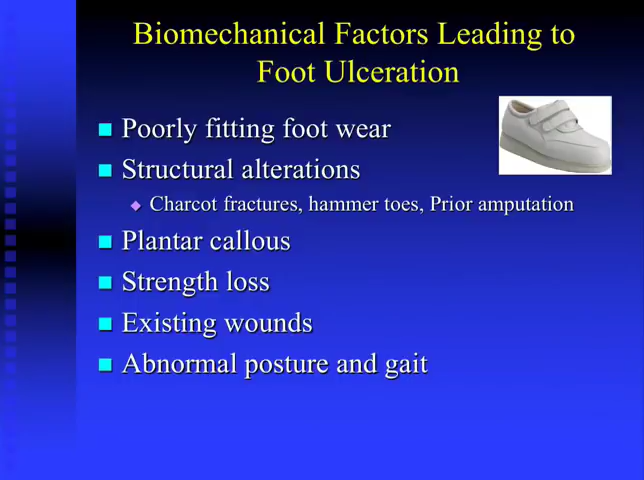 Biomechanical Factors Leading to
Foot Ulceration
Poorly fitting foot wear
Structural alterations
Charcot fractures, hammer toes, Prior amputation
Plantar callous
Strength loss
Existing wounds
Abnormal posture and gait